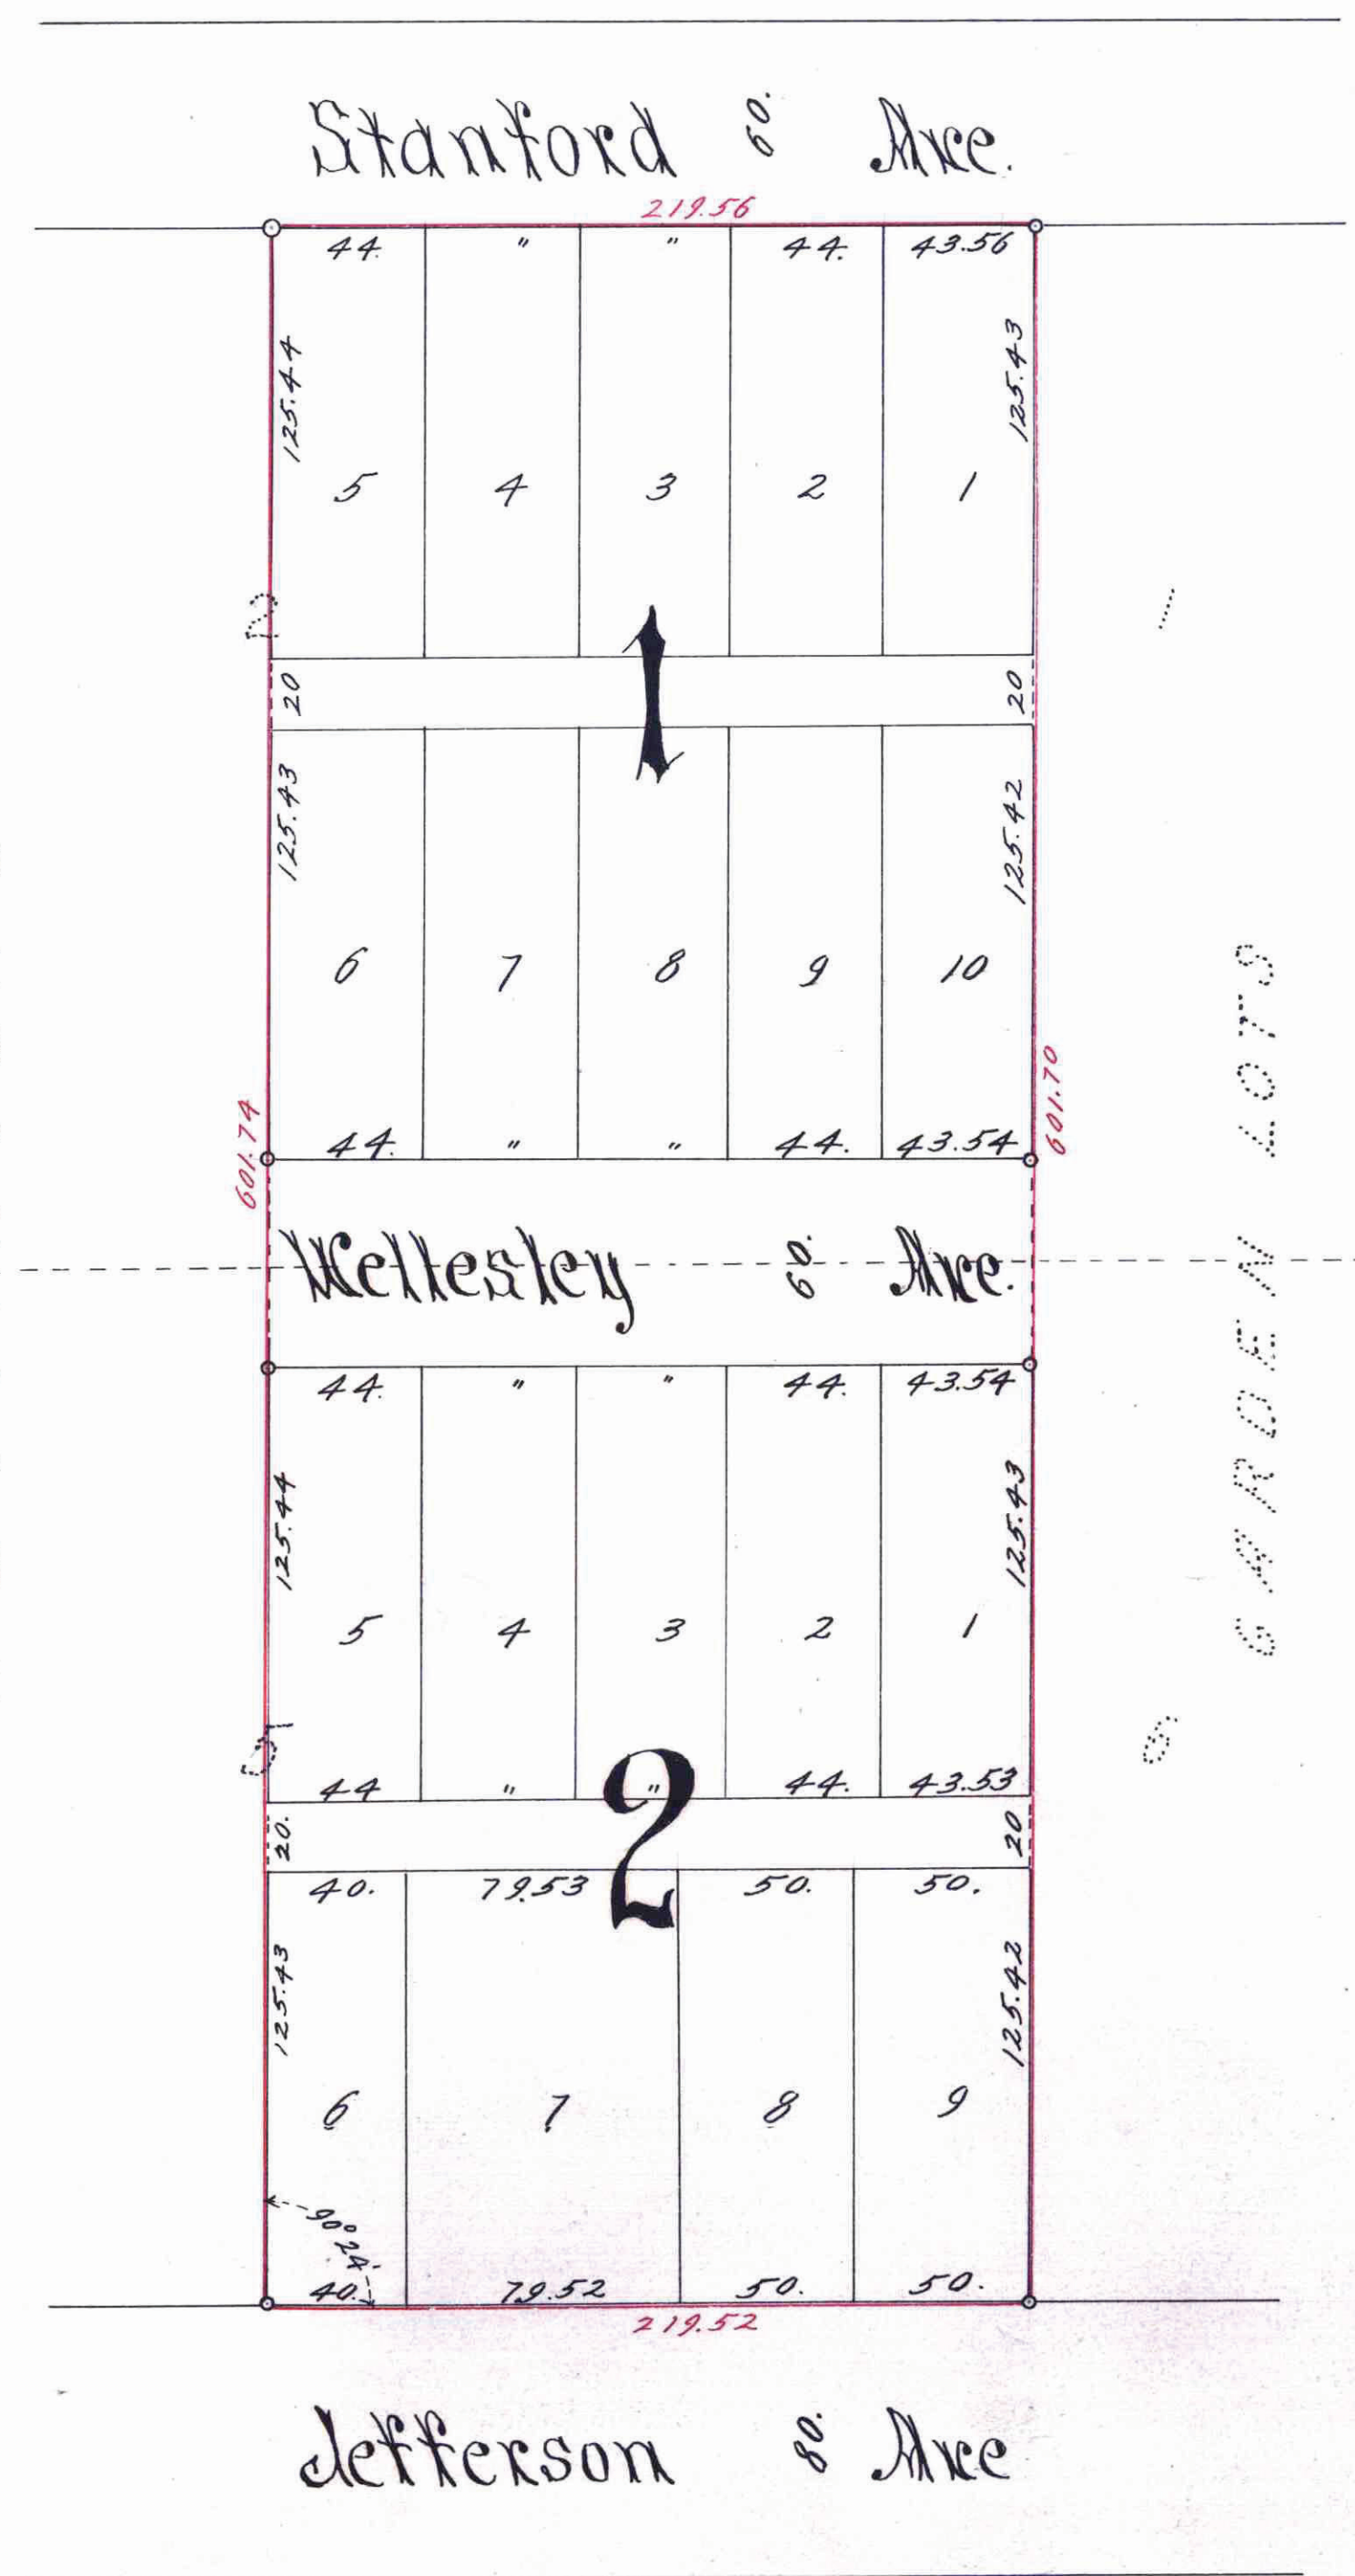 Stanford 60. Ave.
219.56
44. " " 44. 43.56
125.44 125.43
5 4 3 2 1
2 1
1
20 20
125.43 125.42
6 7 8 9 10
44. " " 44. 43.54
601.74 601.70
Wellesley 60. Ave.
GARDEN LOTS
44. " " 44. 43.54
125.44 125.43
5 4 3 2 1
5 6
44 " " 44. 43.53
2
20. 20
40. 79.53 50. 50.
125.43 125.42
6 7 8 9
90°24'
40. 79.52 50. 50.
219.52
Jefferson 80. Ave